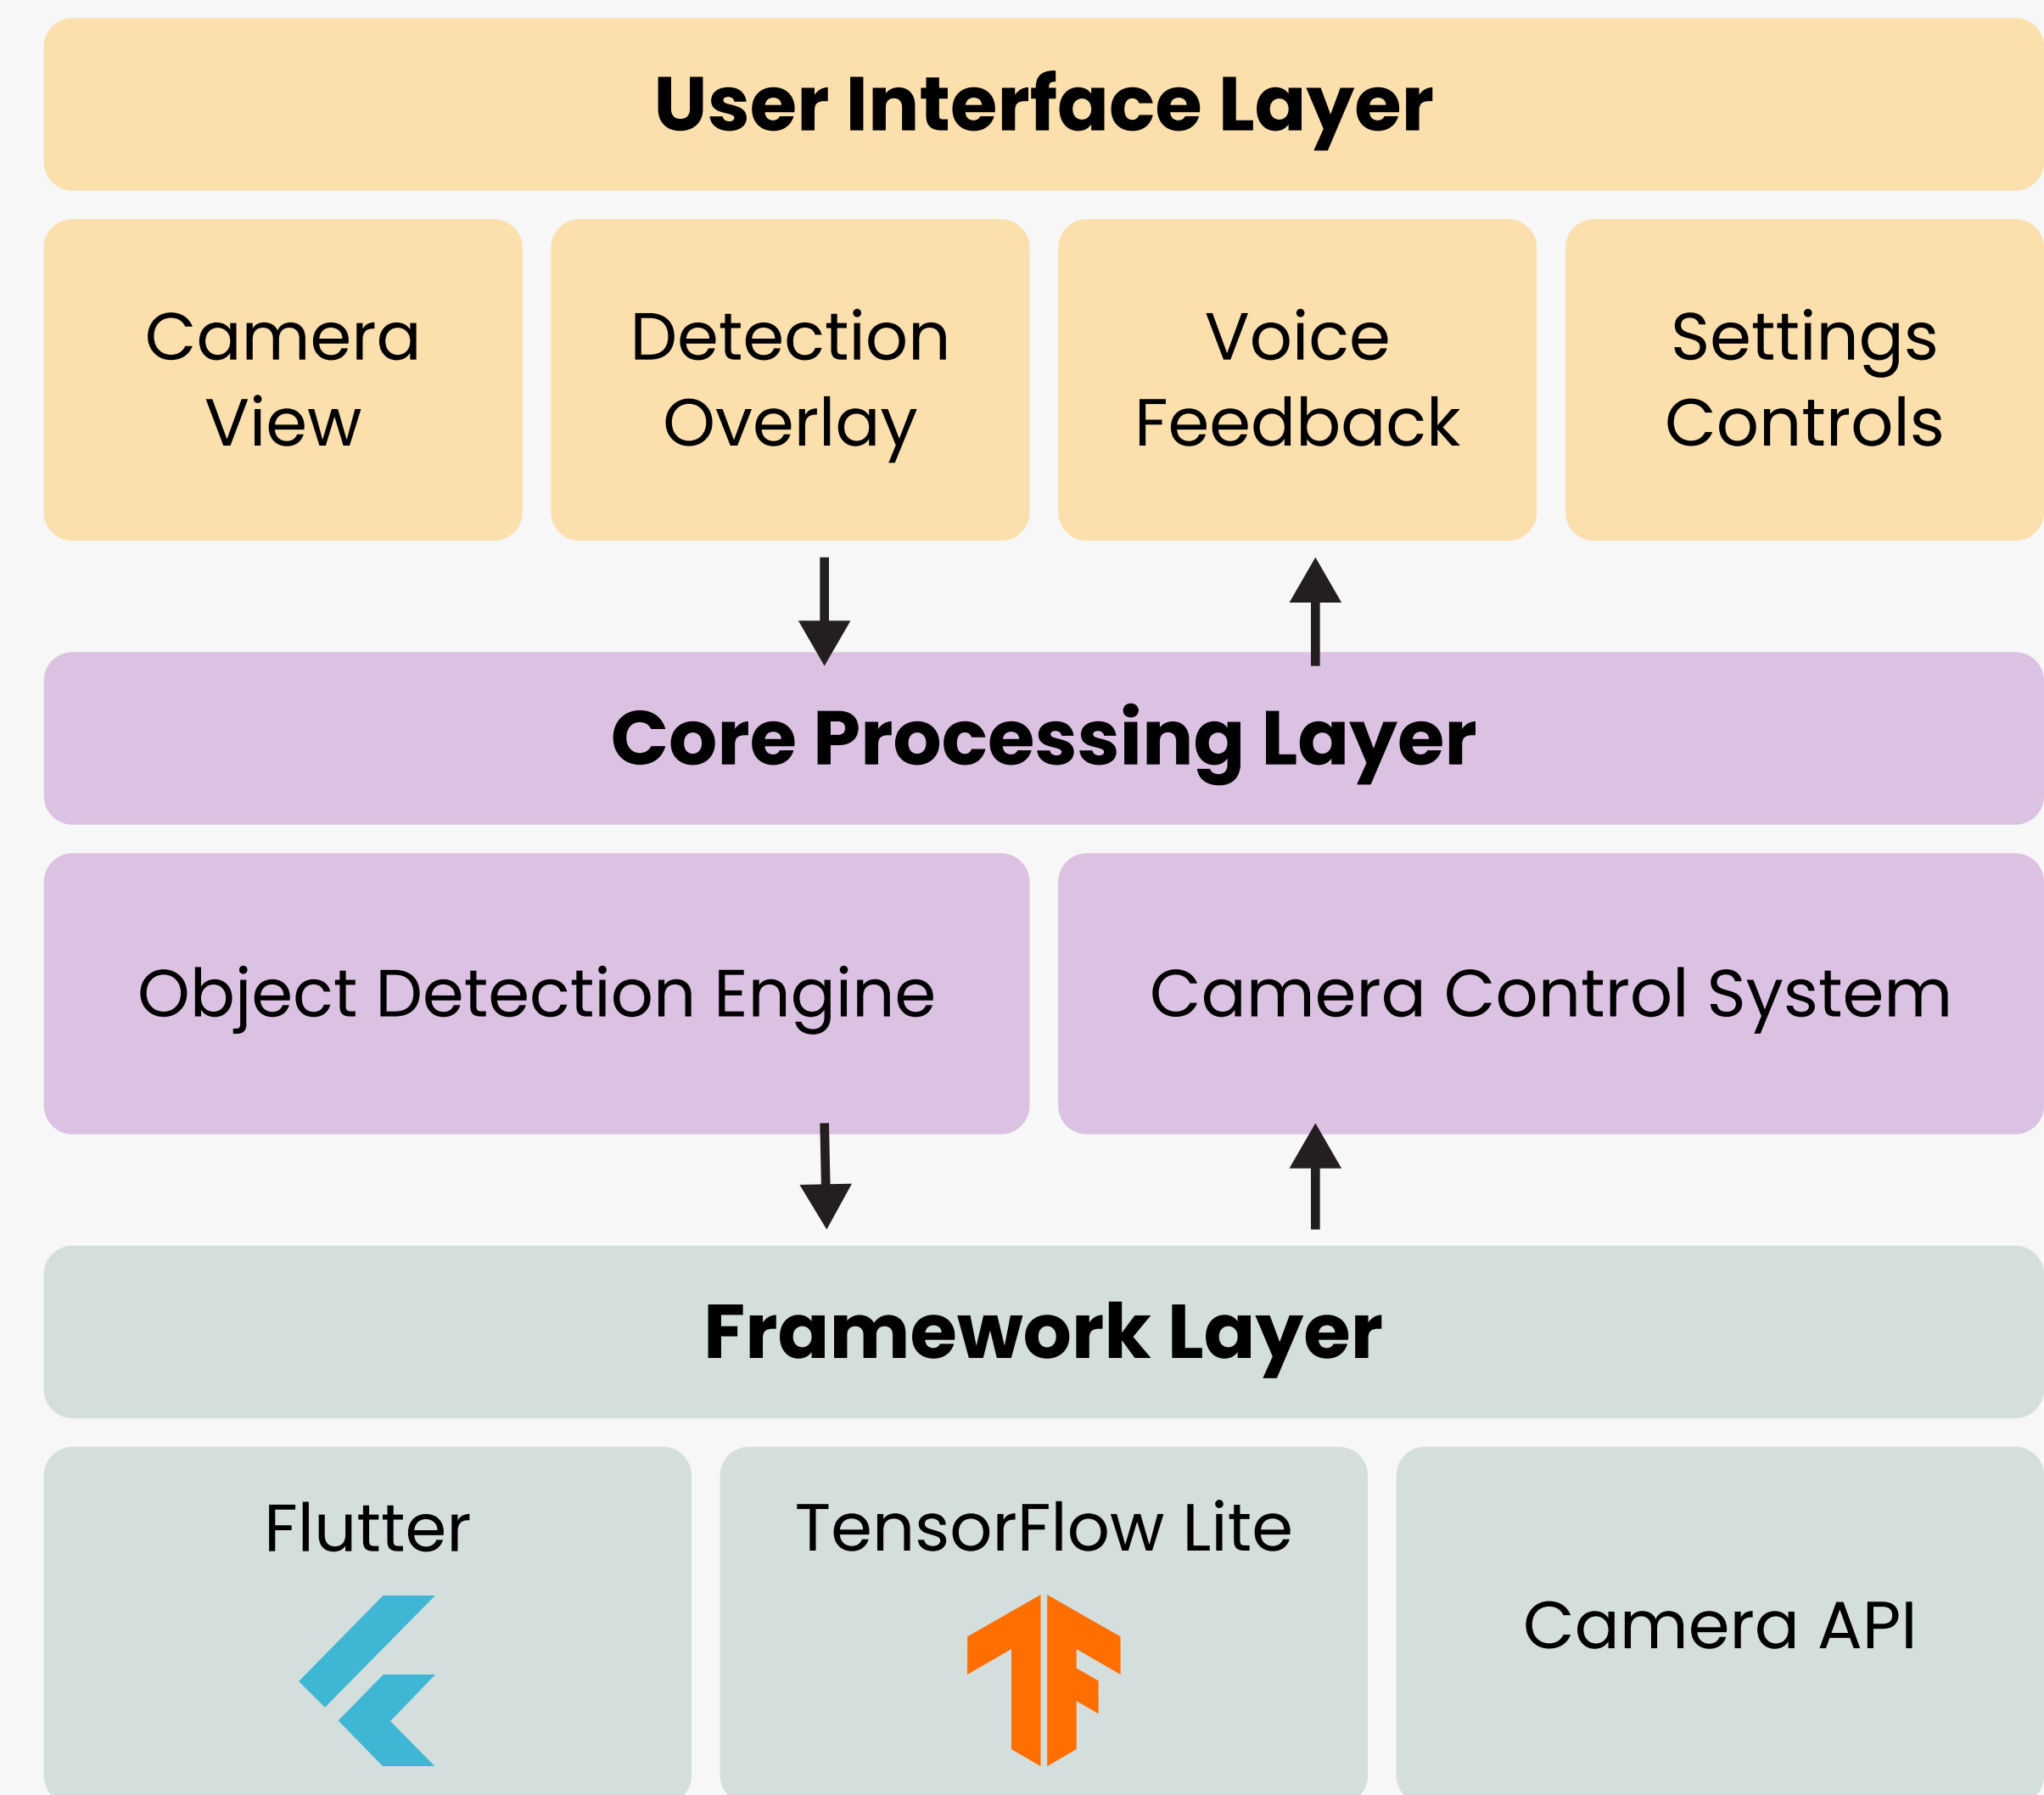 User Interface Layer
Camera
View
Detection
Overlay
Voice
Feedback
Settings
Controls
Core Processing Layer
Object Detection Engine
Camera Control System
Framework Layer
Flutter
TensorFlow Lite
Camera API